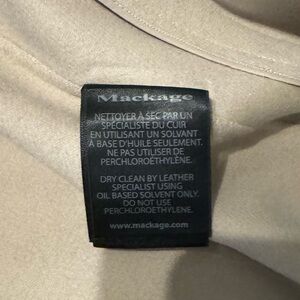 Mackage
NETTOYER À SEC PAR UN
SPÉCIALISTE DU CUIR
EN UTILISANT UN SOLVANT
À BASE D'HUILE SEULEMENT.
NE PAS UTILISER DE
PERCHLOROÉTHYLÈNE.
DRY CLEAN BY LEATHER
SPECIALIST USING
OIL BASED SOLVENT ONLY.
DO NOT USE
PERCHLOROETHYLENE.
www.mackage.com